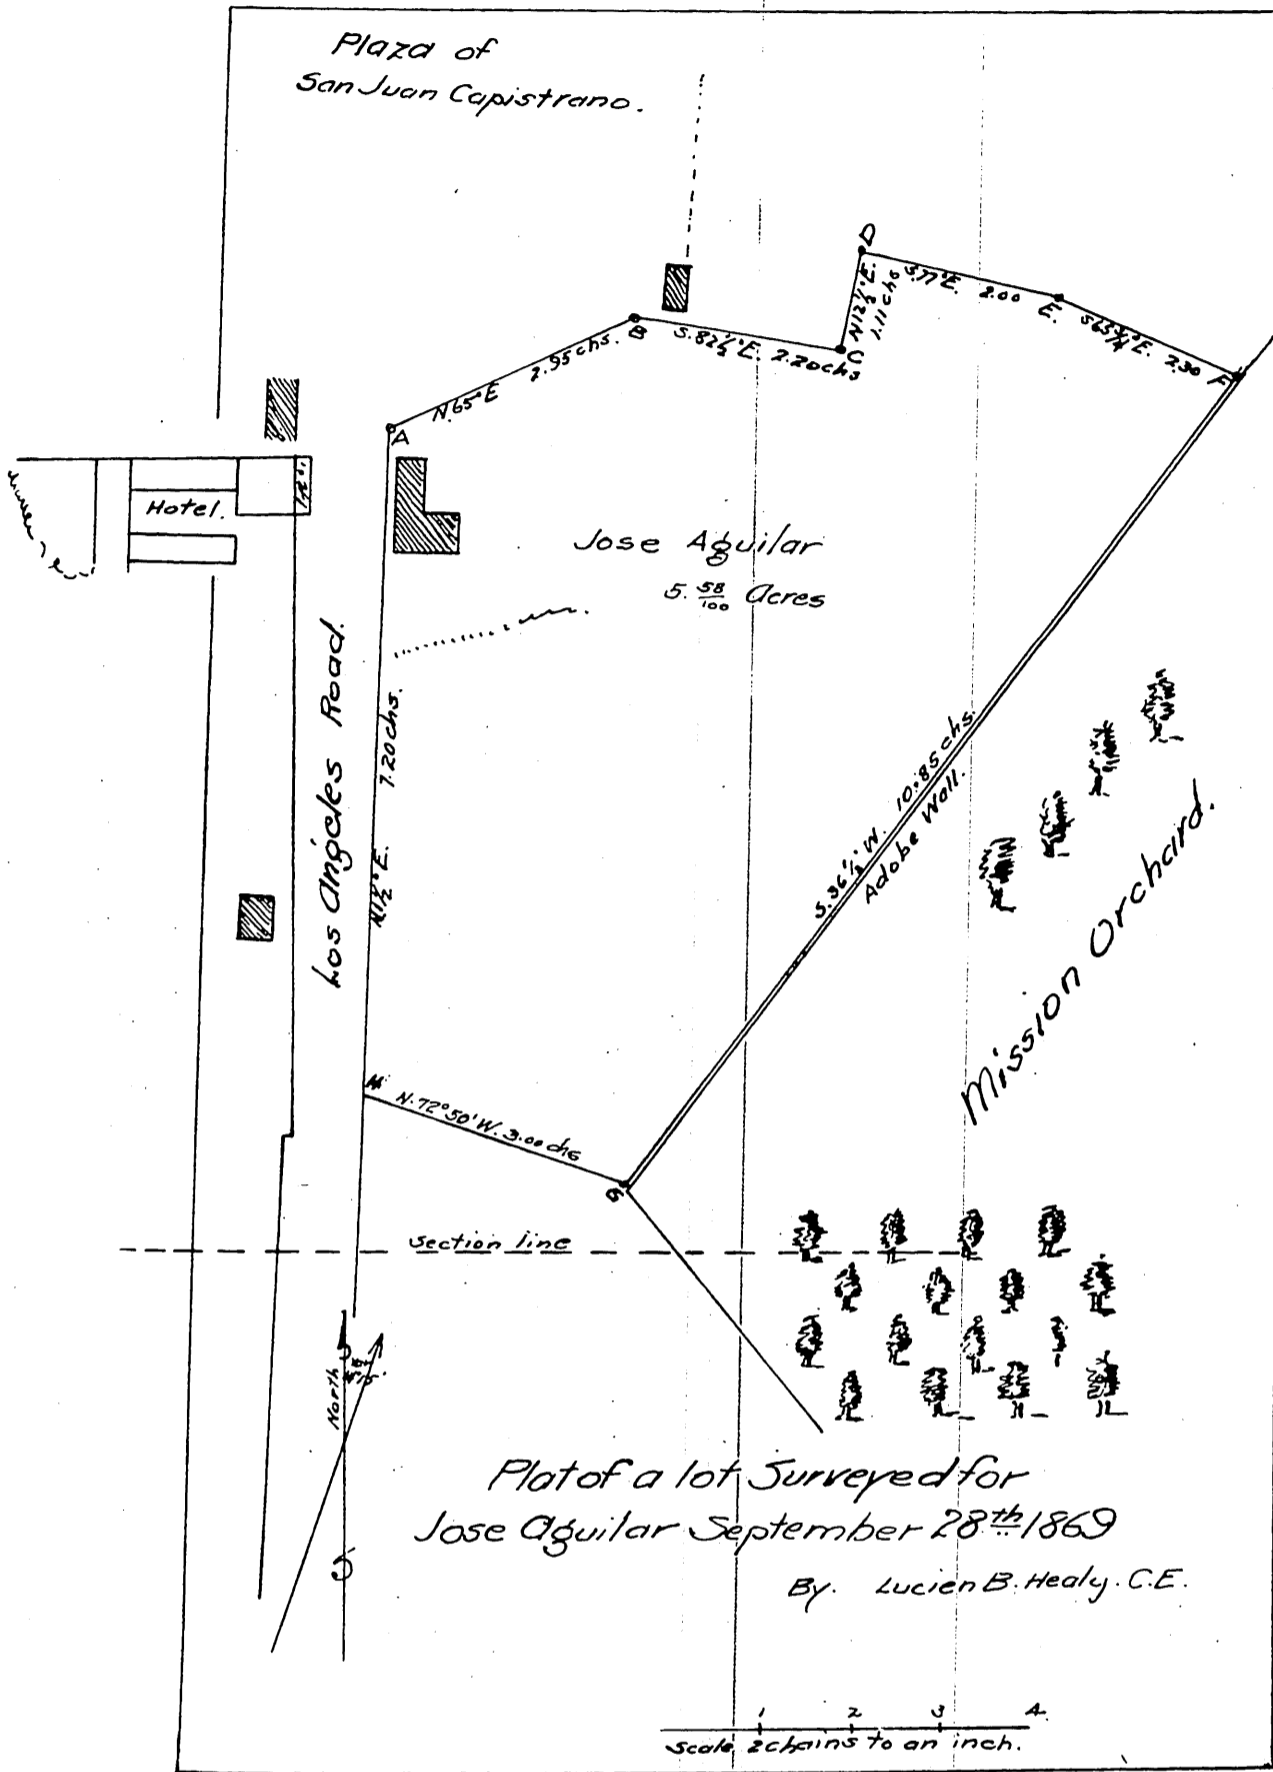 Plaza of
San Juan Capistrano.
D
N12½°E.
1.11 chs
S.77°E. 2.00
E.
S65¾°E. 2.30
F
B
S.82½°E. 2.20 chs
C
N.65°E 2.95 chs.
A
Hotel.
Jose Aguilar
5. 58/100 Acres
Los Angeles Road.
N1½°E. 7.20 chs.
S.36½°W. 10.85 chs.
Adobe Wall.
Mission Orchard.
H
N.72°50'W. 3.00 chs
G
Section line
North
Plat of a lot Surveyed for
Jose Aguilar September 28th 1869
By. Lucien B. Healy. C.E.
1 2 3 4.
Scale 2 chains to an inch.